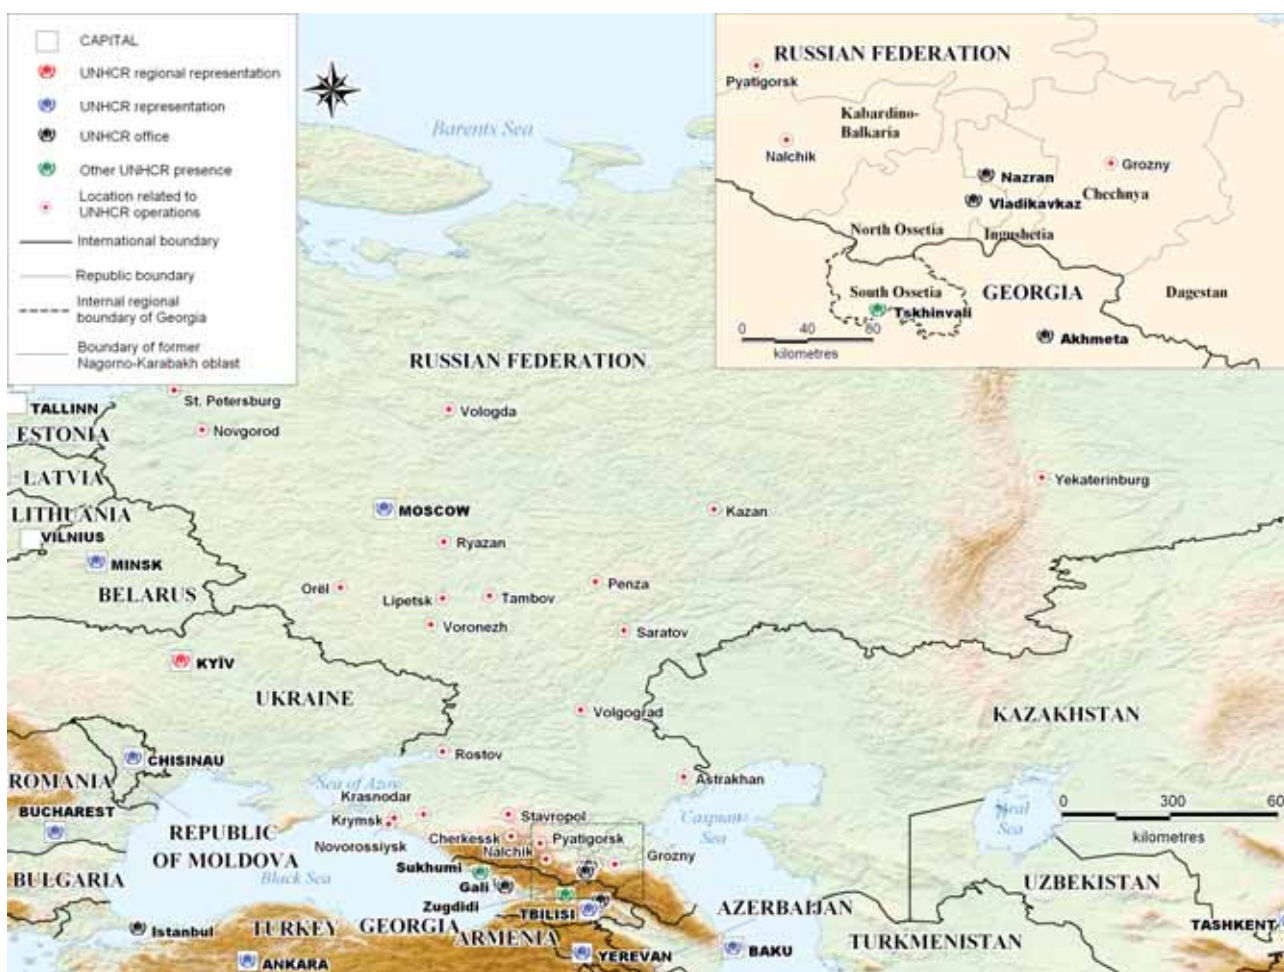 CAPITAL
UNHCR regional representation
UNHCR representation
UNHCR office
Other UNHCR presence
Location related to
UNHCR operations
International boundary
Republic boundary
Internal regional
boundary of Georgia
Boundary of former
Nagorno-Karabakh oblast
Barents Sea
RUSSIAN FEDERATION
Pyatigorsk
Kabardino-
Balkaria
Nalchik
Grozny
Nazran
Chechnya
Vladikavkaz
North Ossetia
Ingushetia
South Ossetia
GEORGIA
Dagestan
Tskhinvali
0 40 80
kilometres
Akhmeta
RUSSIAN FEDERATION
St. Petersburg
TALLINN
Vologda
Novgorod
ESTONIA
LATVIA
Yekaterinburg
LITHUANIA
MOSCOW
Kazan
VILNIUS
Ryazan
MINSK
Penza
BELARUS
Orël
Lipetsk
Tambov
Voronezh
Saratov
KYÏV
UKRAINE
Volgograd
KAZAKHSTAN
Rostov
CHISINAU
ROMANIA
Sea of Azov
Astrakhan
Krasnodar
BUCHAREST
Krymsk
Stavropol
Caspian
Sea
Aral
Sea
0 300 60
kilometres
REPUBLIC
OF MOLDOVA
Novorossiysk
Cherkessk
Pyatigorsk
Nalchik
Grozny
Sukhumi
BULGARIA
Black Sea
Gali
UZBEKISTAN
Zugdidi
TBILISI
AZERBAIJAN
Istanbul
TURKEY
GEORGIA
ARMENIA
TURKMENISTAN
TASHKENT
ANKARA
YEREVAN
BAKU